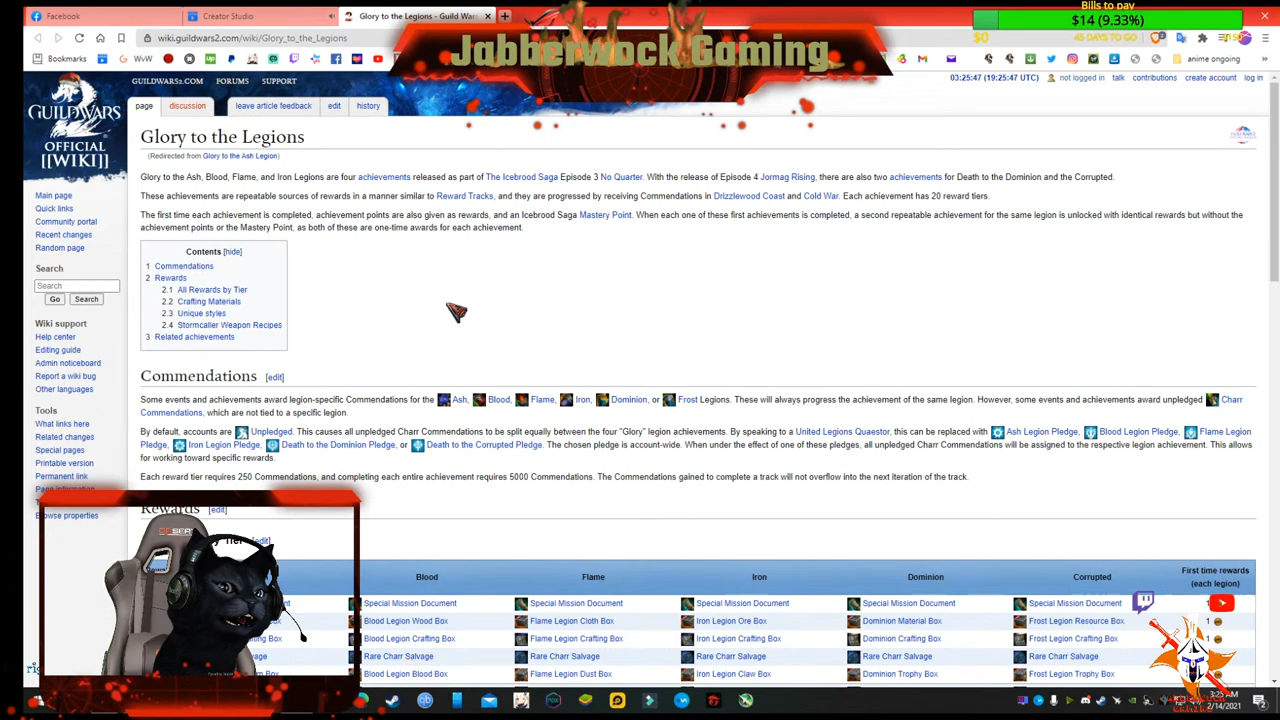 Facebook
Creator Studio
Glory to the Legions - Guild War
Bills to pay
$14 (9.33%)
$0
45 DAYS TO GO
Jabberwock Gaming
wiki.guildwars2.com/wiki/Glory_to_the_Legions
Bookmarks
GWvW
anime ongoing
GUILDWARS2.COM FORUMS SUPPORT
03:25:47 (19:25:47 UTC)
not logged in talk contributions create account log in
page discussion leave article feedback edit history
GUILDWARS
OFFICIAL
[[WIKI]]
Main page
Quick links
Community portal
Recent changes
Random page
Search
Search
Go Search
Wiki support
Help center
Editing guide
Admin noticeboard
Report a wiki bug
Other languages
Tools
What links here
Related changes
Special pages
Printable version
Permanent link
Page information
Browse properties
Glory to the Legions
(Redirected from Glory to the Ash Legion)
Glory to the Ash, Blood, Flame, and Iron Legions are four achievements released as part of The Icebrood Saga Episode 3 No Quarter. With the release of Episode 4 Jormag Rising, there are also two achievements for Death to the Dominion and the Corrupted.
These achievements are repeatable sources of rewards in a manner similar to Reward Tracks, and they are progressed by receiving Commendations in Drizzlewood Coast and Cold War. Each achievement has 20 reward tiers.
The first time each achievement is completed, achievement points are also given as rewards, and an Icebrood Saga Mastery Point. When each one of these first achievements is completed, a second repeatable achievement for the same legion is unlocked with identical rewards but without the
achievement points or the Mastery Point, as both of these are one-time awards for each achievement.
Contents [hide]
1 Commendations
2 Rewards
2.1 All Rewards by Tier
2.2 Crafting Materials
2.3 Unique styles
2.4 Stormcaller Weapon Recipes
3 Related achievements
Commendations [edit]
Some events and achievements award legion-specific Commendations for the Ash, Blood, Flame, Iron, Dominion, or Frost Legions. These will always progress the achievement of the same legion. However, some events and achievements award unpledged Charr
Commendations, which are not tied to a specific legion.
By default, accounts are Unpledged. This causes all unpledged Charr Commendations to be split equally between the four "Glory" legion achievements. By speaking to a United Legions Quaestor, this can be replaced with Ash Legion Pledge, Blood Legion Pledge, Flame Legion
Pledge, Iron Legion Pledge, Death to the Dominion Pledge, or Death to the Corrupted Pledge. The chosen pledge is account-wide. When under the effect of one of these pledges, all unpledged Charr Commendations will be assigned to the respective legion achievement. This allows
for working toward specific rewards.
Each reward tier requires 250 Commendations, and completing each entire achievement requires 5000 Commendations. The Commendations gained to complete a track will not overflow into the next iteration of the track.
Rewards [edit]
y Tier [edit]
Blood Flame Iron Dominion Corrupted First time rewards
(each legion)
Special Mission Document Special Mission Document Special Mission Document Special Mission Document Special Mission Document
Blood Legion Wood Box Flame Legion Cloth Box Iron Legion Ore Box Dominion Material Box Frost Legion Resource Box 1
Blood Legion Crafting Box Flame Legion Crafting Box Iron Legion Crafting Box Dominion Crafting Box Frost Legion Crafting Box 1
Rare Charr Salvage Rare Charr Salvage Rare Charr Salvage Rare Charr Salvage Rare Charr Salvage
Blood Legion Blood Box Flame Legion Dust Box Iron Legion Claw Box Dominion Trophy Box Frost Legion Trophy Box
3:25 AM
2/14/2021